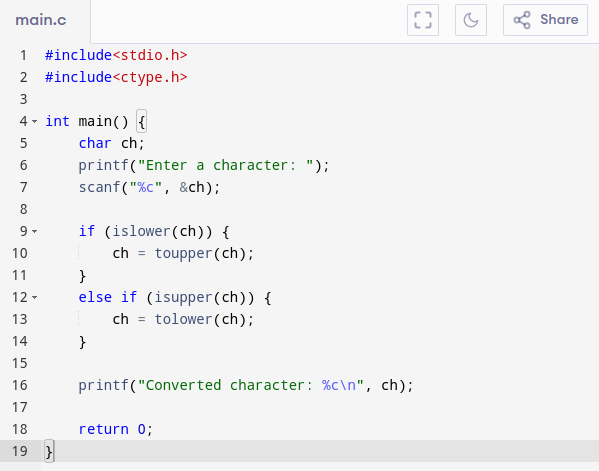 main.c
Share
1 #include<stdio.h>
2 #include<ctype.h>
3
4 int main() {
5     char ch;
6     printf("Enter a character: ");
7     scanf("%c", &ch);
8
9     if (islower(ch)) {
10         ch = toupper(ch);
11     }
12     else if (isupper(ch)) {
13         ch = tolower(ch);
14     }
15
16     printf("Converted character: %c\n", ch);
17
18     return 0;
19 }